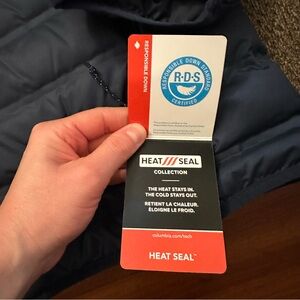 RESPONSIBLE DOWN
RESPONSIBLE DOWN STANDARD
R·D·S
CERTIFIED
HEAT///SEAL
COLLECTION
THE HEAT STAYS IN.
THE COLD STAYS OUT.
RETIENT LA CHALEUR.
ÉLOIGNE LE FROID.
columbia.com/tech
HEAT SEAL™